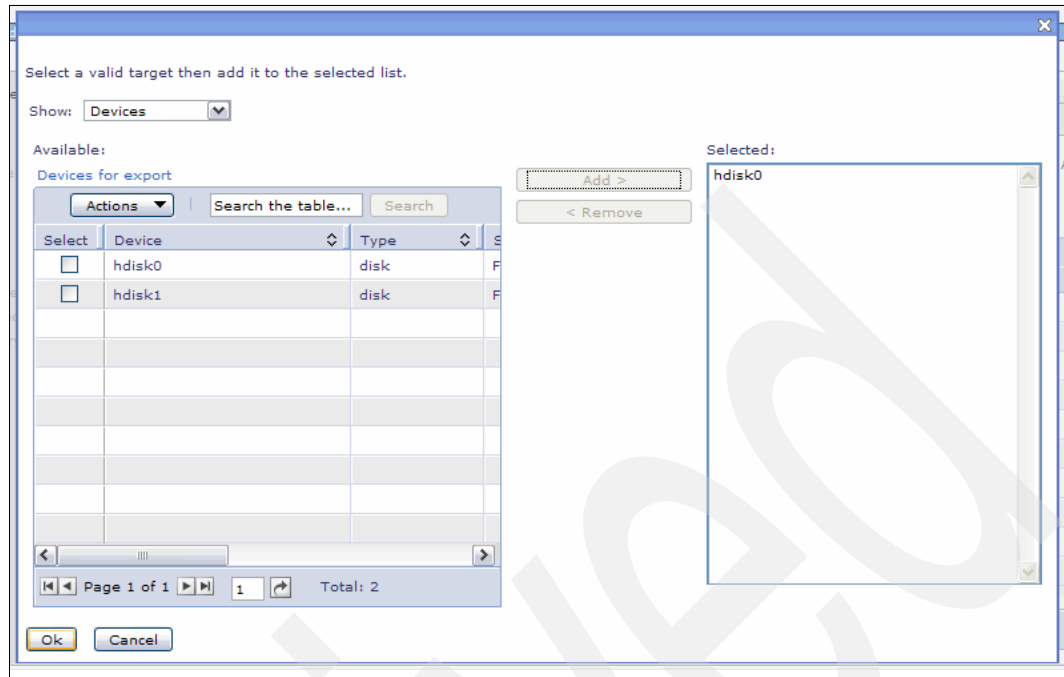 Select a valid target then add it to the selected list.
Show: Devices
Available:
Devices for export
Actions Search the table... Search
Select Device Type S
hdisk0 disk F
hdisk1 disk F
Page 1 of 1 1 Total: 2
Add >
< Remove
Selected:
hdisk0
Ok Cancel